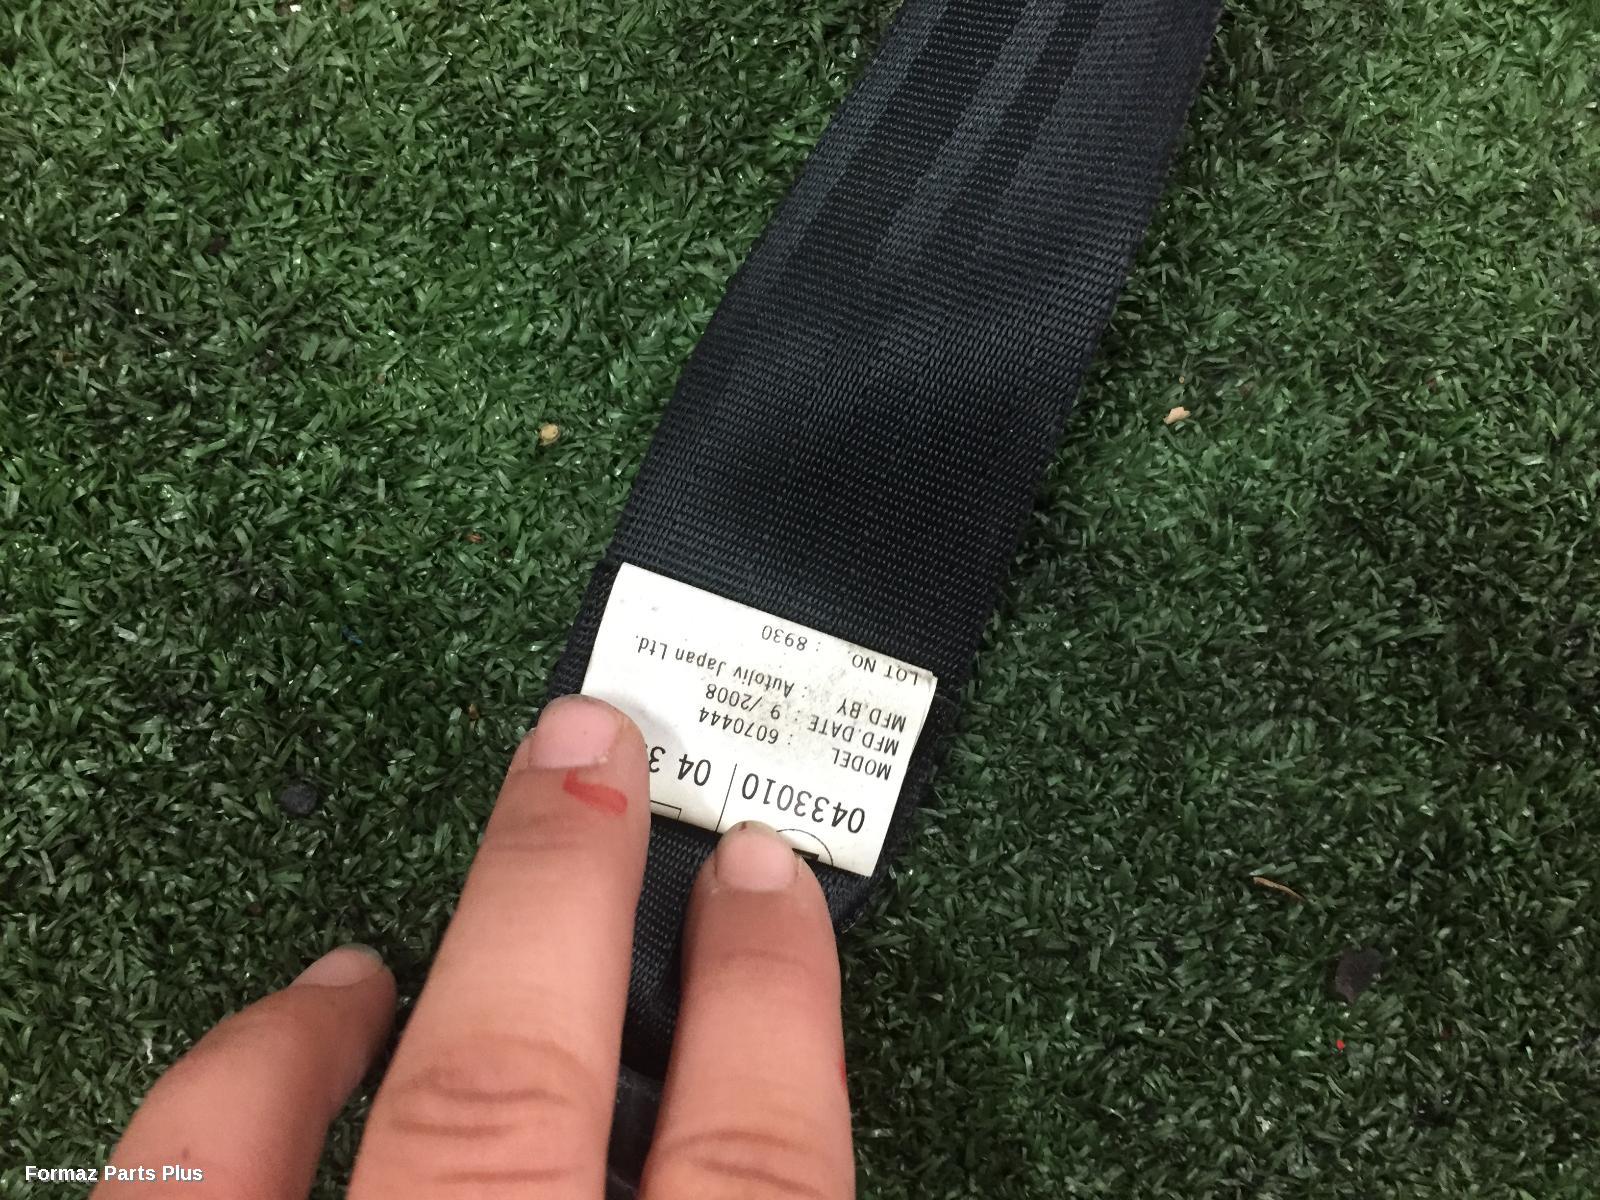 0433010 | 04 3
MODEL : 6070444
MFD.DATE : 9 /2008
MFD.BY : Autoliv Japan Ltd.
LOT NO. : 8930
Formaz Parts Plus